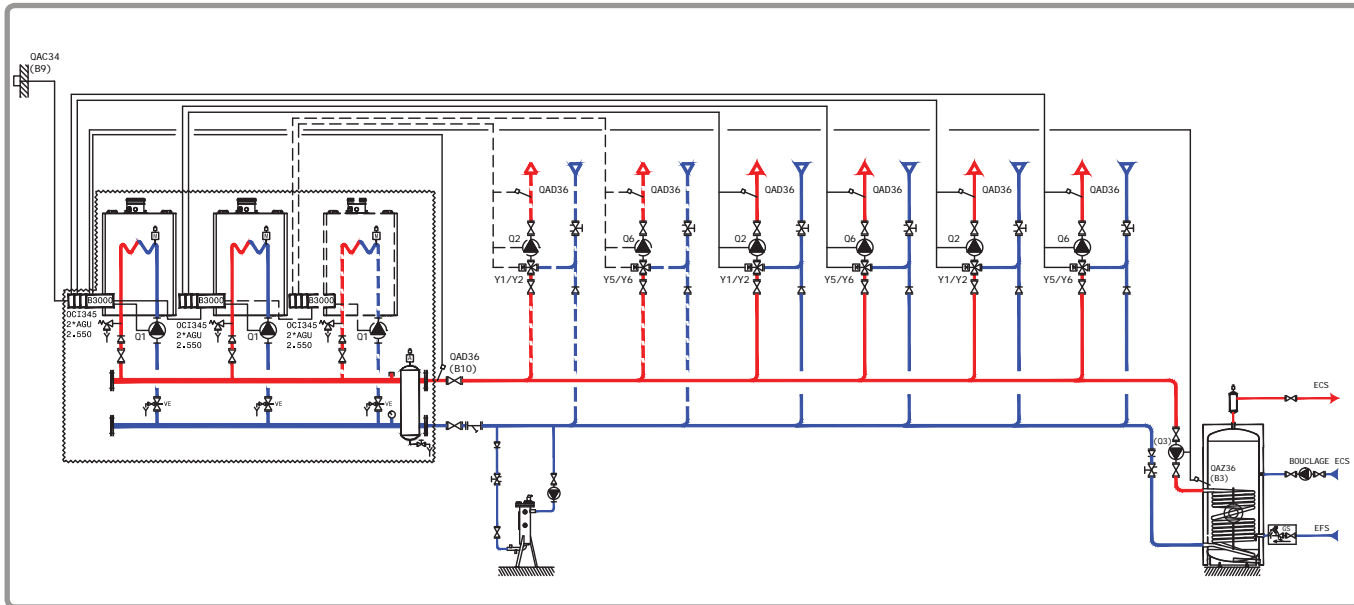 QAC34
(B9)
QAD36
QAD36
QAD36
QAD36
QAD36
QAD36
Q2
Q6
Q2
Q6
Q2
Q6
Y1/Y2
Y5/Y6
Y1/Y2
Y5/Y6
Y1/Y2
Y5/Y6
B3000
B3000
B3000
OCI345
2*AGU
2.550
OCI345
2*AGU
2.550
OCI345
2*AGU
2.550
Q1
Q1
Q1
QAD36
(B10)
VE
VE
VE
ECS
(Q3)
QAZ36
(B3)
BOUCLAGE ECS
GS
EFS